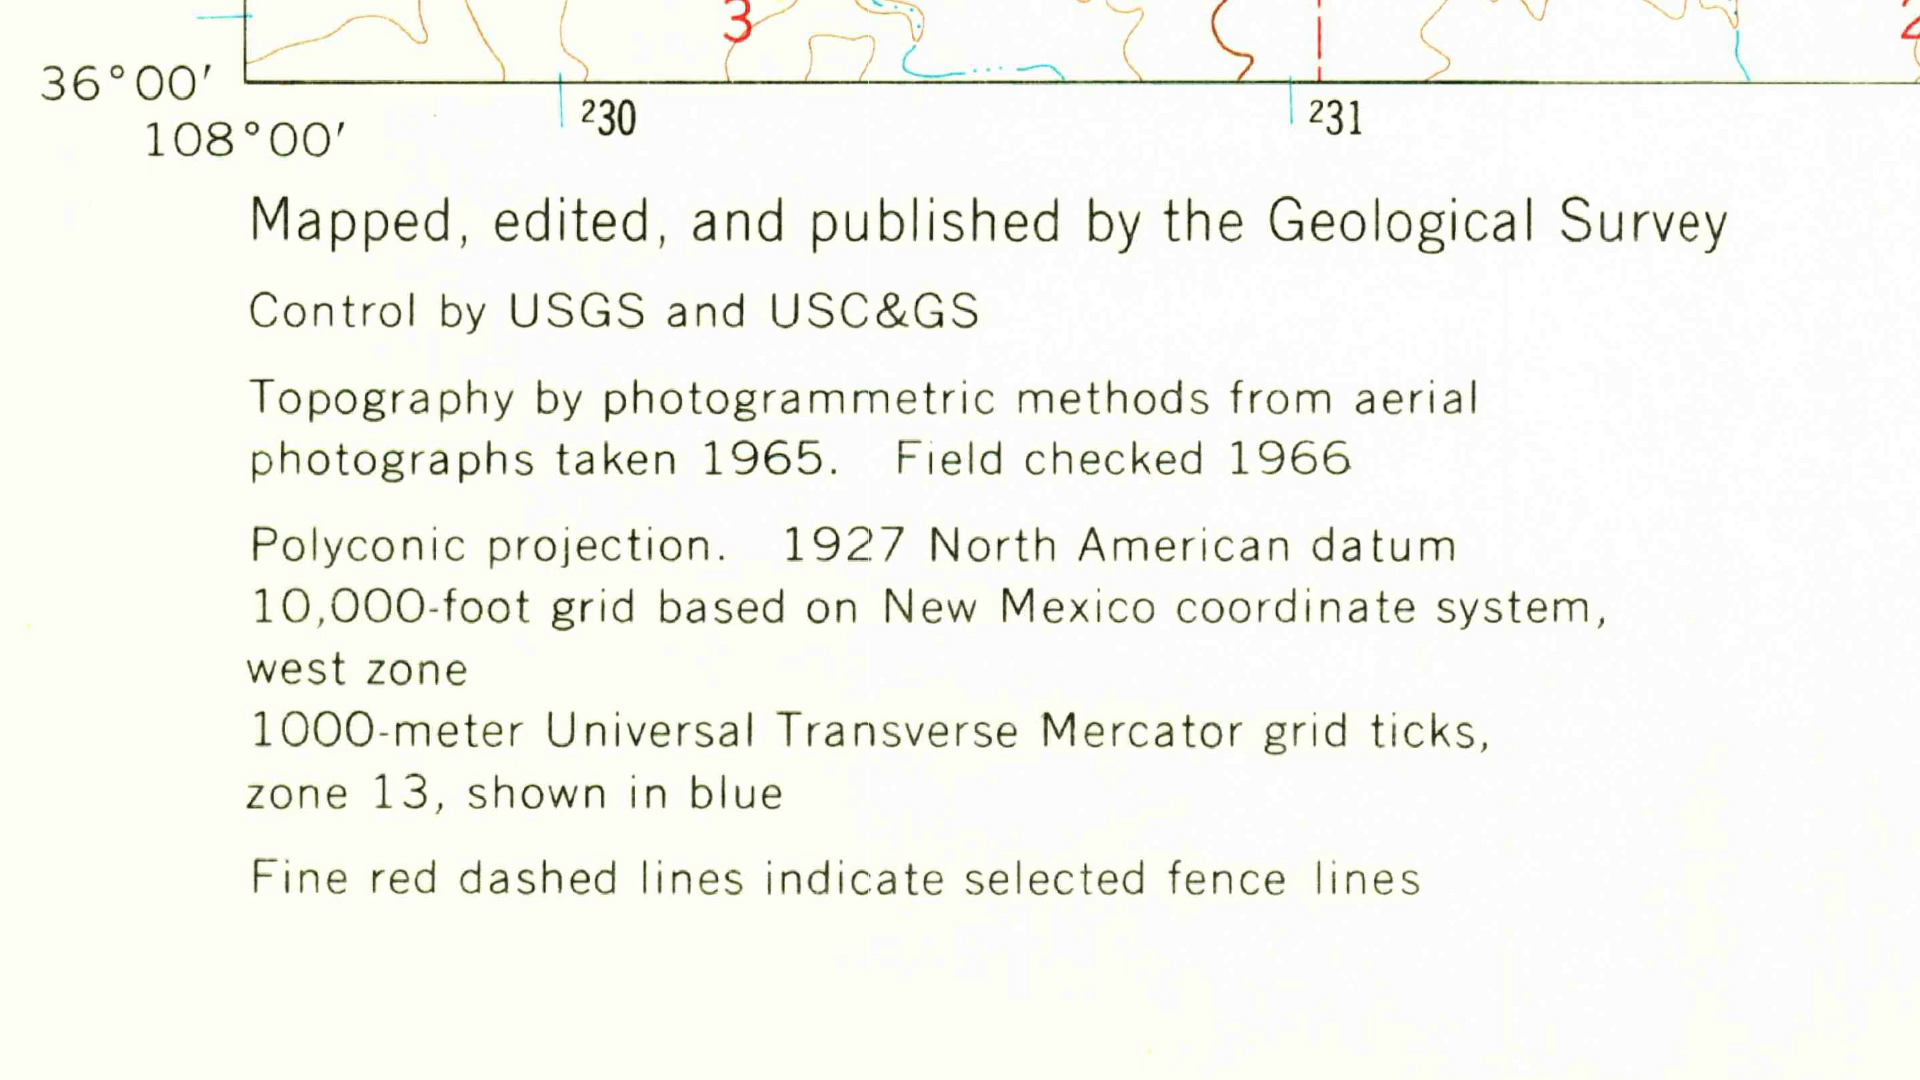 3
36°00′
²30
²31
108°00′
Mapped, edited, and published by the Geological Survey
Control by USGS and USC&GS
Topography by photogrammetric methods from aerial
photographs taken 1965.   Field checked 1966
Polyconic projection.   1927 North American datum
10,000-foot grid based on New Mexico coordinate system,
west zone
1000-meter Universal Transverse Mercator grid ticks,
zone 13, shown in blue
Fine red dashed lines indicate selected fence lines